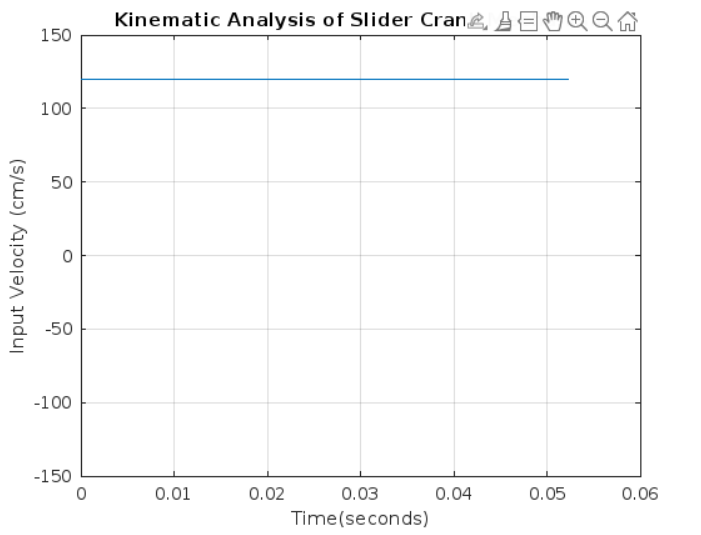 Kinematic Analysis of Slider Cran
150
100
50
0
-50
-100
-150
Input Velocity (cm/s)
0 0.01 0.02 0.03 0.04 0.05 0.06
Time(seconds)